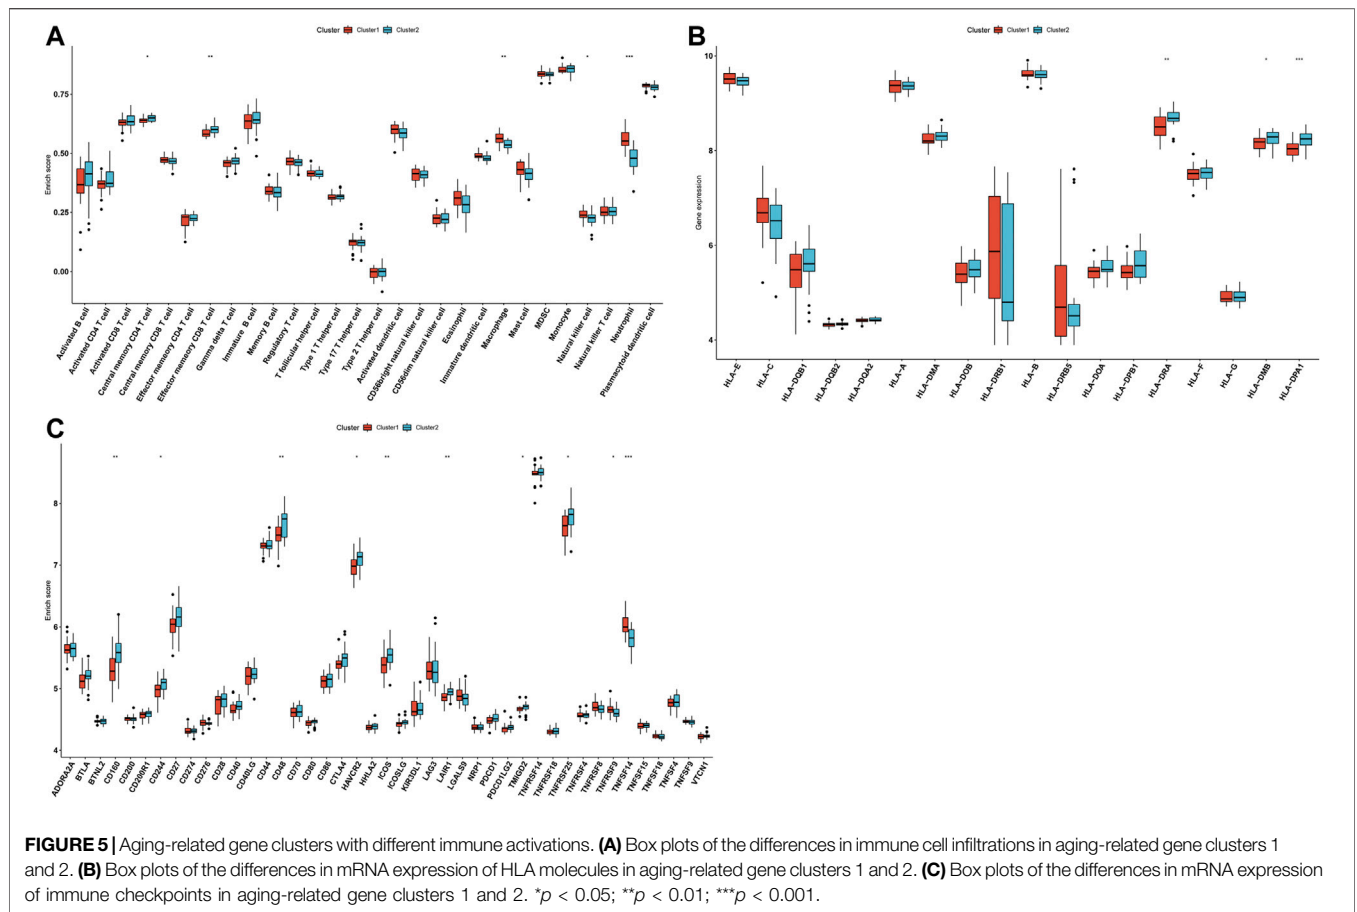 A
Cluster Cluster1 Cluster2
Enrich score
0.75
0.50
0.25
0.00
* ** ** * ***
Activated B cell
Activated CD4 T cell
Activated CD8 T cell
Central memory CD4 T cell
Central memory CD8 T cell
Effector memeory CD4 T cell
Effector memeory CD8 T cell
Gamma delta T cell
Immature B cell
Memory B cell
Regulatory T cell
T follicular helper cell
Type 1 T helper cell
Type 17 T helper cell
Type 2 T helper cell
Activated dendritic cell
CD56bright natural killer cell
CD56dim natural killer cell
Eosinophil
Immature dendritic cell
Macrophage
Mast cell
MDSC
Monocyte
Natural killer cell
Natural killer T cell
Neutrophil
Plasmacytoid dendritic cell
B
Cluster Cluster1 Cluster2
Gene expression
10
8
6
4
** * ***
HLA−E
HLA−C
HLA−DQB1
HLA−DQB2
HLA−DQA2
HLA−A
HLA−DMA
HLA−DOB
HLA−DRB1
HLA−B
HLA−DRB5
HLA−DOA
HLA−DPB1
HLA−DRA
HLA−F
HLA−G
HLA−DMB
HLA−DPA1
C
Cluster Cluster1 Cluster2
Enrich score
8
7
6
5
4
** * ** * ** ** * * * ***
ADORA2A
BTLA
BTNL2
CD160
CD200
CD200R1
CD244
CD27
CD274
CD276
CD28
CD40
CD40LG
CD44
CD48
CD70
CD80
CD86
CTLA4
HAVCR2
HHLA2
ICOS
ICOSLG
KIR3DL1
LAG3
LAIR1
LGALS9
NRP1
PDCD1
PDCD1LG2
TMIGD2
TNFRSF14
TNFRSF18
TNFRSF25
TNFRSF4
TNFRSF8
TNFRSF9
TNFSF14
TNFSF15
TNFSF18
TNFSF4
TNFSF9
VTCN1
FIGURE 5 | Aging-related gene clusters with different immune activations. (A) Box plots of the differences in immune cell infiltrations in aging-related gene clusters 1
and 2. (B) Box plots of the differences in mRNA expression of HLA molecules in aging-related gene clusters 1 and 2. (C) Box plots of the differences in mRNA expression
of immune checkpoints in aging-related gene clusters 1 and 2. *p < 0.05; **p < 0.01; ***p < 0.001.